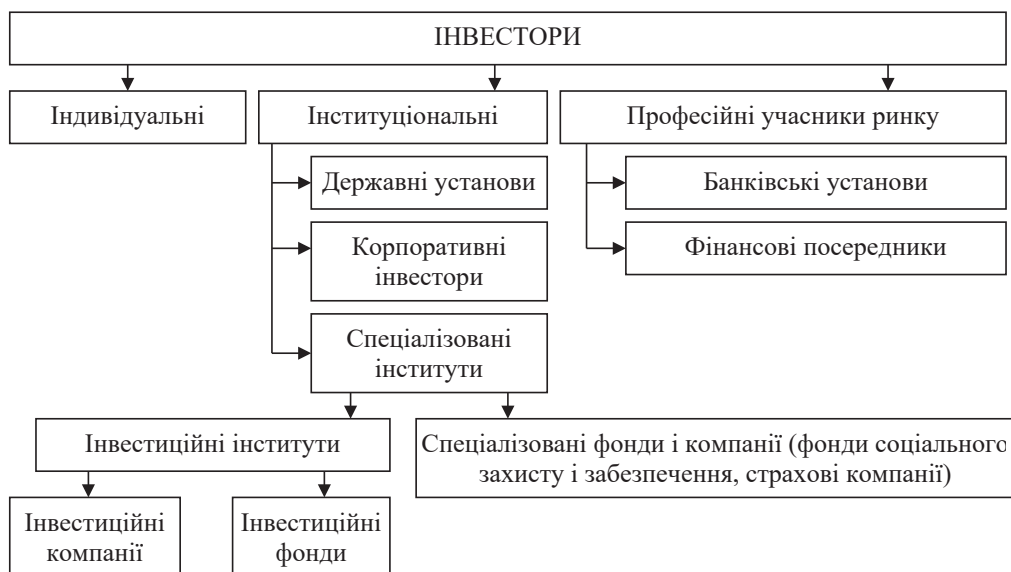 ІНВЕСТОРИ
Індивідуальні
Інституціональні
Професійні учасники ринку
Державні установи
Корпоративні
інвестори
Спеціалізовані
інститути
Банківські установи
Фінансові посередники
Інвестиційні інститути
Спеціалізовані фонди і компанії (фонди соціального
захисту і забезпечення, страхові компанії)
Інвестиційні
компанії
Інвестиційні
фонди